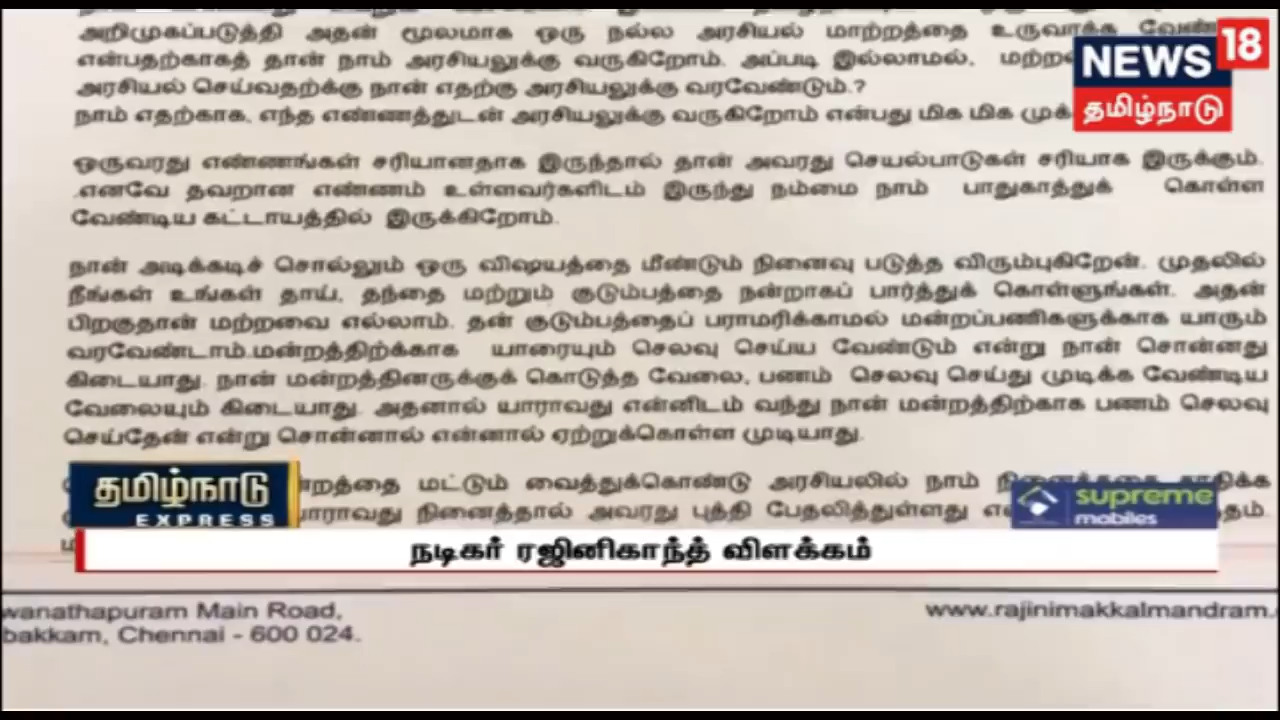 அறிமுகப்படுத்தி அதன் மூலமாக ஒரு நல்ல அரசியல் மாற்றத்தை உருவாக்க
என்பதற்காகத் தான் நாம் அரசியலுக்கு வருகிறோம். அப்படி இல்லாமல்,
அரசியல் செய்வதற்க்கு நான் எதற்கு அரசியலுக்கு வரவேண்டும்.?
நாம் எதற்காக, எந்த எண்ணத்துடன் அரசியலுக்கு வருகிறோம் என்பது மிக மிக
ஒருவரது எண்ணங்கள் சரியானதாக இருந்தால் தான் அவரது செயல்பாடுகள் சரியாக இருக்கும்.
.எனவே தவறான எண்ணம் உள்ளவர்களிடம் இருந்து நம்மை நாம் பாதுகாத்துக் கொள்ள
வேண்டிய கட்டாயத்தில் இருக்கிறோம்.
நான் அடிக்கடிச் சொல்லும் ஒரு விஷயத்தை மீண்டும் நினைவு படுத்த விரும்புகிறேன். முதலில்
நீங்கள் உங்கள் தாய், தந்தை மற்றும் குடும்பத்தை நன்றாகப் பார்த்துக் கொள்ளுங்கள். அதன்
பிறகுதான் மற்றவை எல்லாம். தன் குடும்பத்தைப் பராமரிக்காமல் மன்றப்பணிகளுக்காக யாரும்
வரவேண்டாம்.மன்றத்திற்க்காக யாரையும் செலவு செய்ய வேண்டும் என்று நான் சொன்னது
கிடையாது. நான் மன்றத்தினருக்குக் கொடுத்த வேலை, பணம் செலவு செய்து முடிக்க வேண்டிய
வேலையும் கிடையாது. அதனால் யாராவது என்னிடம் வந்து நான் மன்றத்திற்காக பணம் செலவு
செய்தேன் என்று சொன்னால் என்னால் ஏற்றுக்கொள்ள முடியாது.
மட்டும் வைத்துக்கொண்டு அரசியலில் நாம்
நினைத்தால் அவரது புத்தி பேதலித்துள்ளது
NEWS 18
தமிழ்நாடு
தமிழ்நாடு
EXPRESS
supreme
mobiles
நடிகர் ரஜினிகாந்த் விளக்கம்
Main Road,
Chennai - 600 024.
www.rajinimakkalmandram.